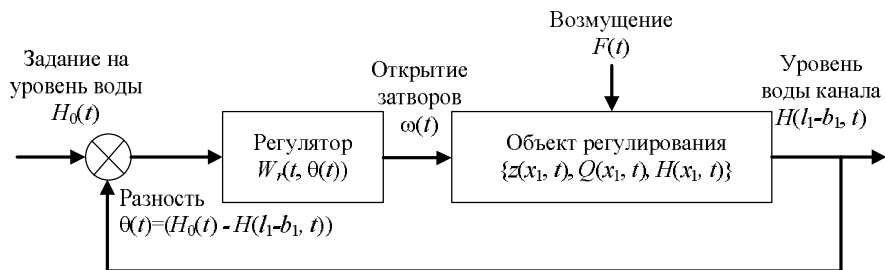 Задание на
уровень воды
H₀(t)
Разность
θ(t)=(H₀(t) - H(l₁-b₁, t))
Регулятор
Wᵣ(t, θ(t))
Открытие
затворов
ω(t)
Возмущение
F(t)
Объект регулирования
{z(x₁, t), Q(x₁, t), H(x₁, t)}
Уровень
воды канала
H(l₁-b₁, t)